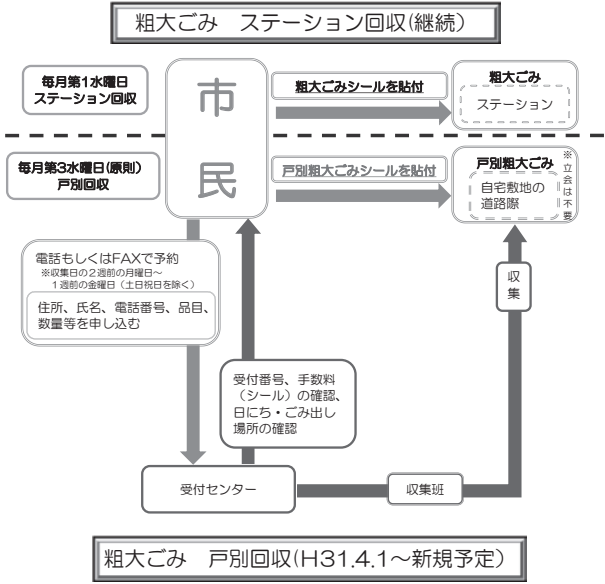 粗大ごみ　ステーション回収(継続)
毎月第1水曜日
ステーション回収
市
民
粗大ごみシールを貼付
粗大ごみ
ステーション
毎月第3水曜日(原則)
戸別回収
戸別粗大ごみシールを貼付
戸別粗大ごみ
自宅敷地の
道路際
※立会は不要
電話もしくはFAXで予約
※収集日の2週前の月曜日～
1週前の金曜日（土日祝日を除く）
住所、氏名、電話番号、品目、
数量等を申し込む
収集
受付番号、手数料
（シール）の確認、
日にち・ごみ出し
場所の確認
受付センター
収集班
粗大ごみ　戸別回収(H31.4.1～新規予定)